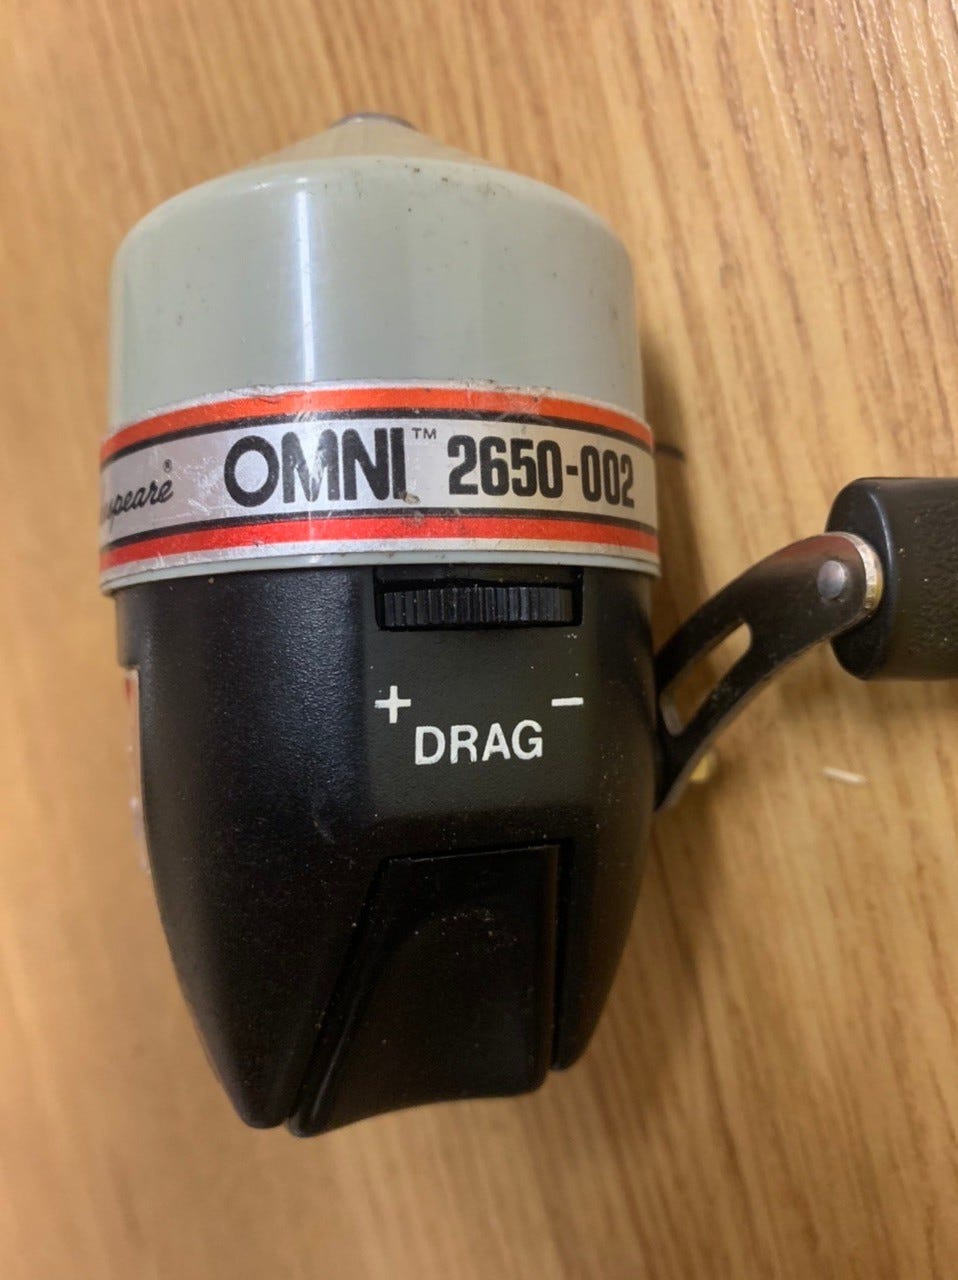 OMNI™ 2650-002
+ −
DRAG